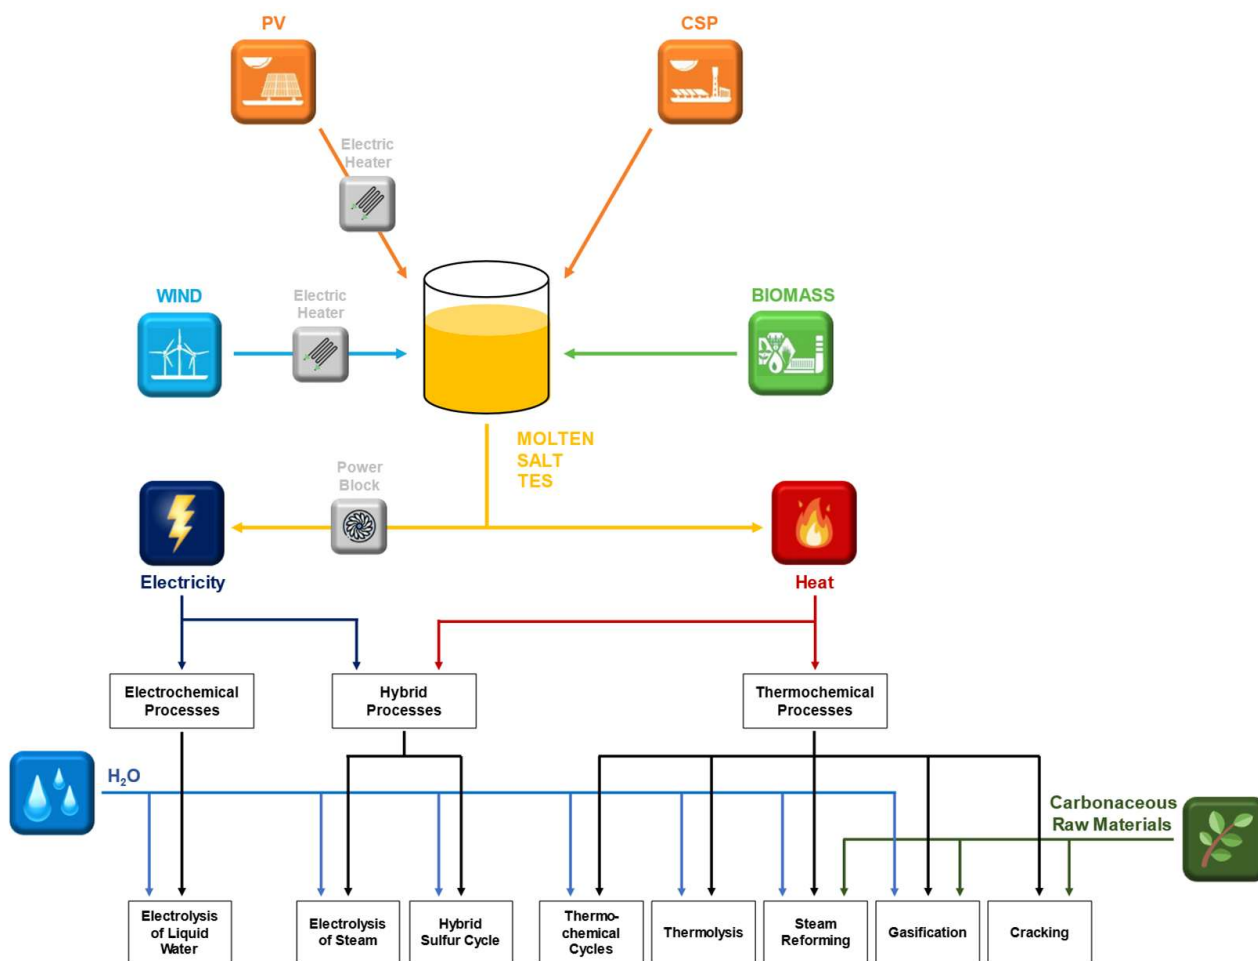 PV
CSP
Electric
Heater
WIND
Electric
Heater
BIOMASS
MOLTEN
SALT
TES
Power
Block
Electricity
Heat
Electrochemical
Processes
Hybrid
Processes
Thermochemical
Processes
H₂O
Carbonaceous
Raw Materials
Electrolysis
of Liquid
Water
Electrolysis
of Steam
Hybrid
Sulfur Cycle
Thermo-
chemical
Cycles
Thermolysis
Steam
Reforming
Gasification
Cracking